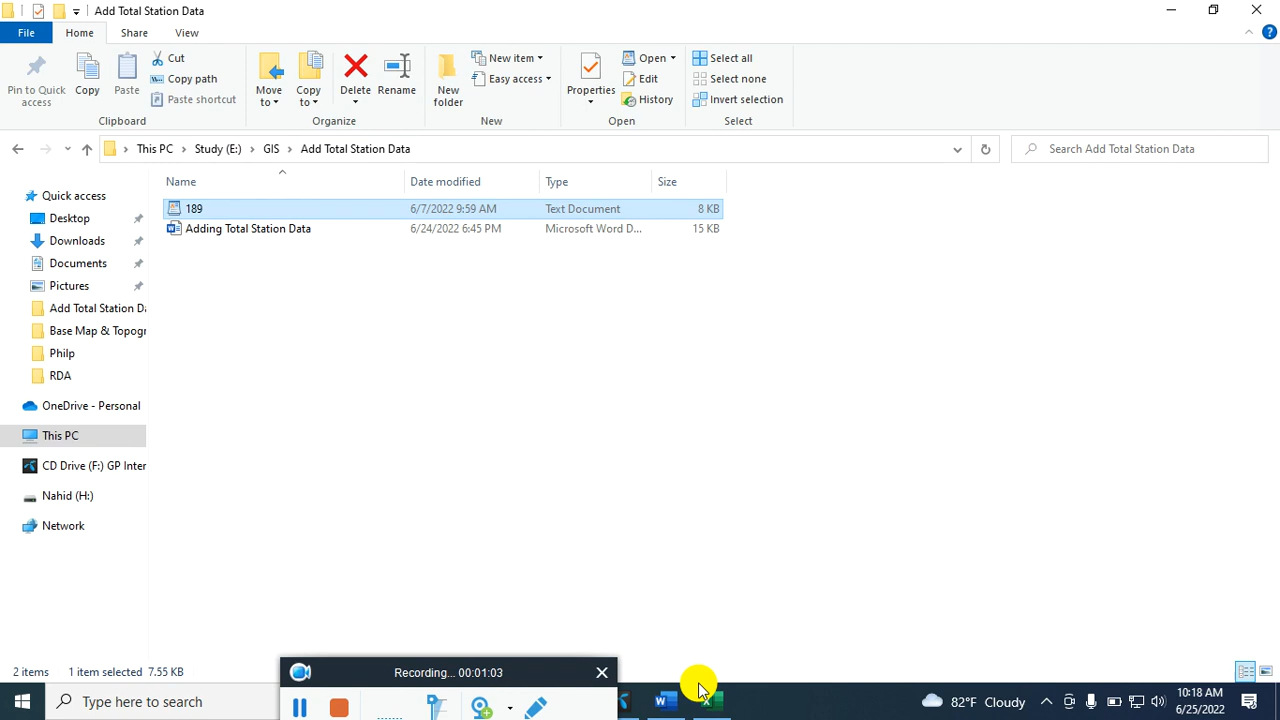 Add Total Station Data
File Home Share View
Pin to Quick access
Copy
Paste
Cut
Copy path
Paste shortcut
Clipboard
Move to
Copy to
Delete
Rename
Organize
New folder
New item
Easy access
New
Properties
Open
Edit
History
Open
Select all
Select none
Invert selection
Select
This PC Study (E:) GIS Add Total Station Data
Search Add Total Station Data
Name Date modified Type Size
189 6/7/2022 9:59 AM Text Document 8 KB
Adding Total Station Data 6/24/2022 6:45 PM Microsoft Word D... 15 KB
Quick access
Desktop
Downloads
Documents
Pictures
Add Total Station Da
Base Map & Topogr
Philp
RDA
OneDrive - Personal
This PC
CD Drive (F:) GP Inter
Nahid (H:)
Network
2 items 1 item selected 7.55 KB
Recording... 00:01:03
Type here to search
82°F Cloudy
10:18 AM
6/25/2022